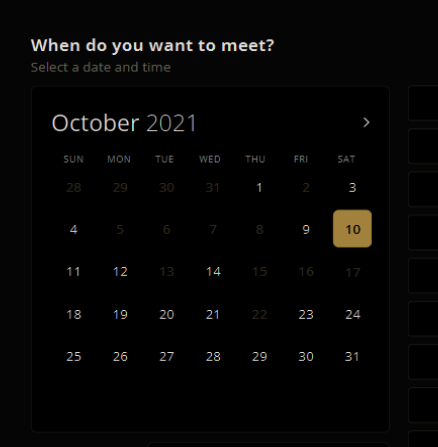 When do you want to meet?
Select a date and time
October 2021
SUN MON TUE WED THU FRI SAT
28 29 30 31 1 2 3
4 5 6 7 8 9 10
11 12 13 14 15 16 17
18 19 20 21 22 23 24
25 26 27 28 29 30 31